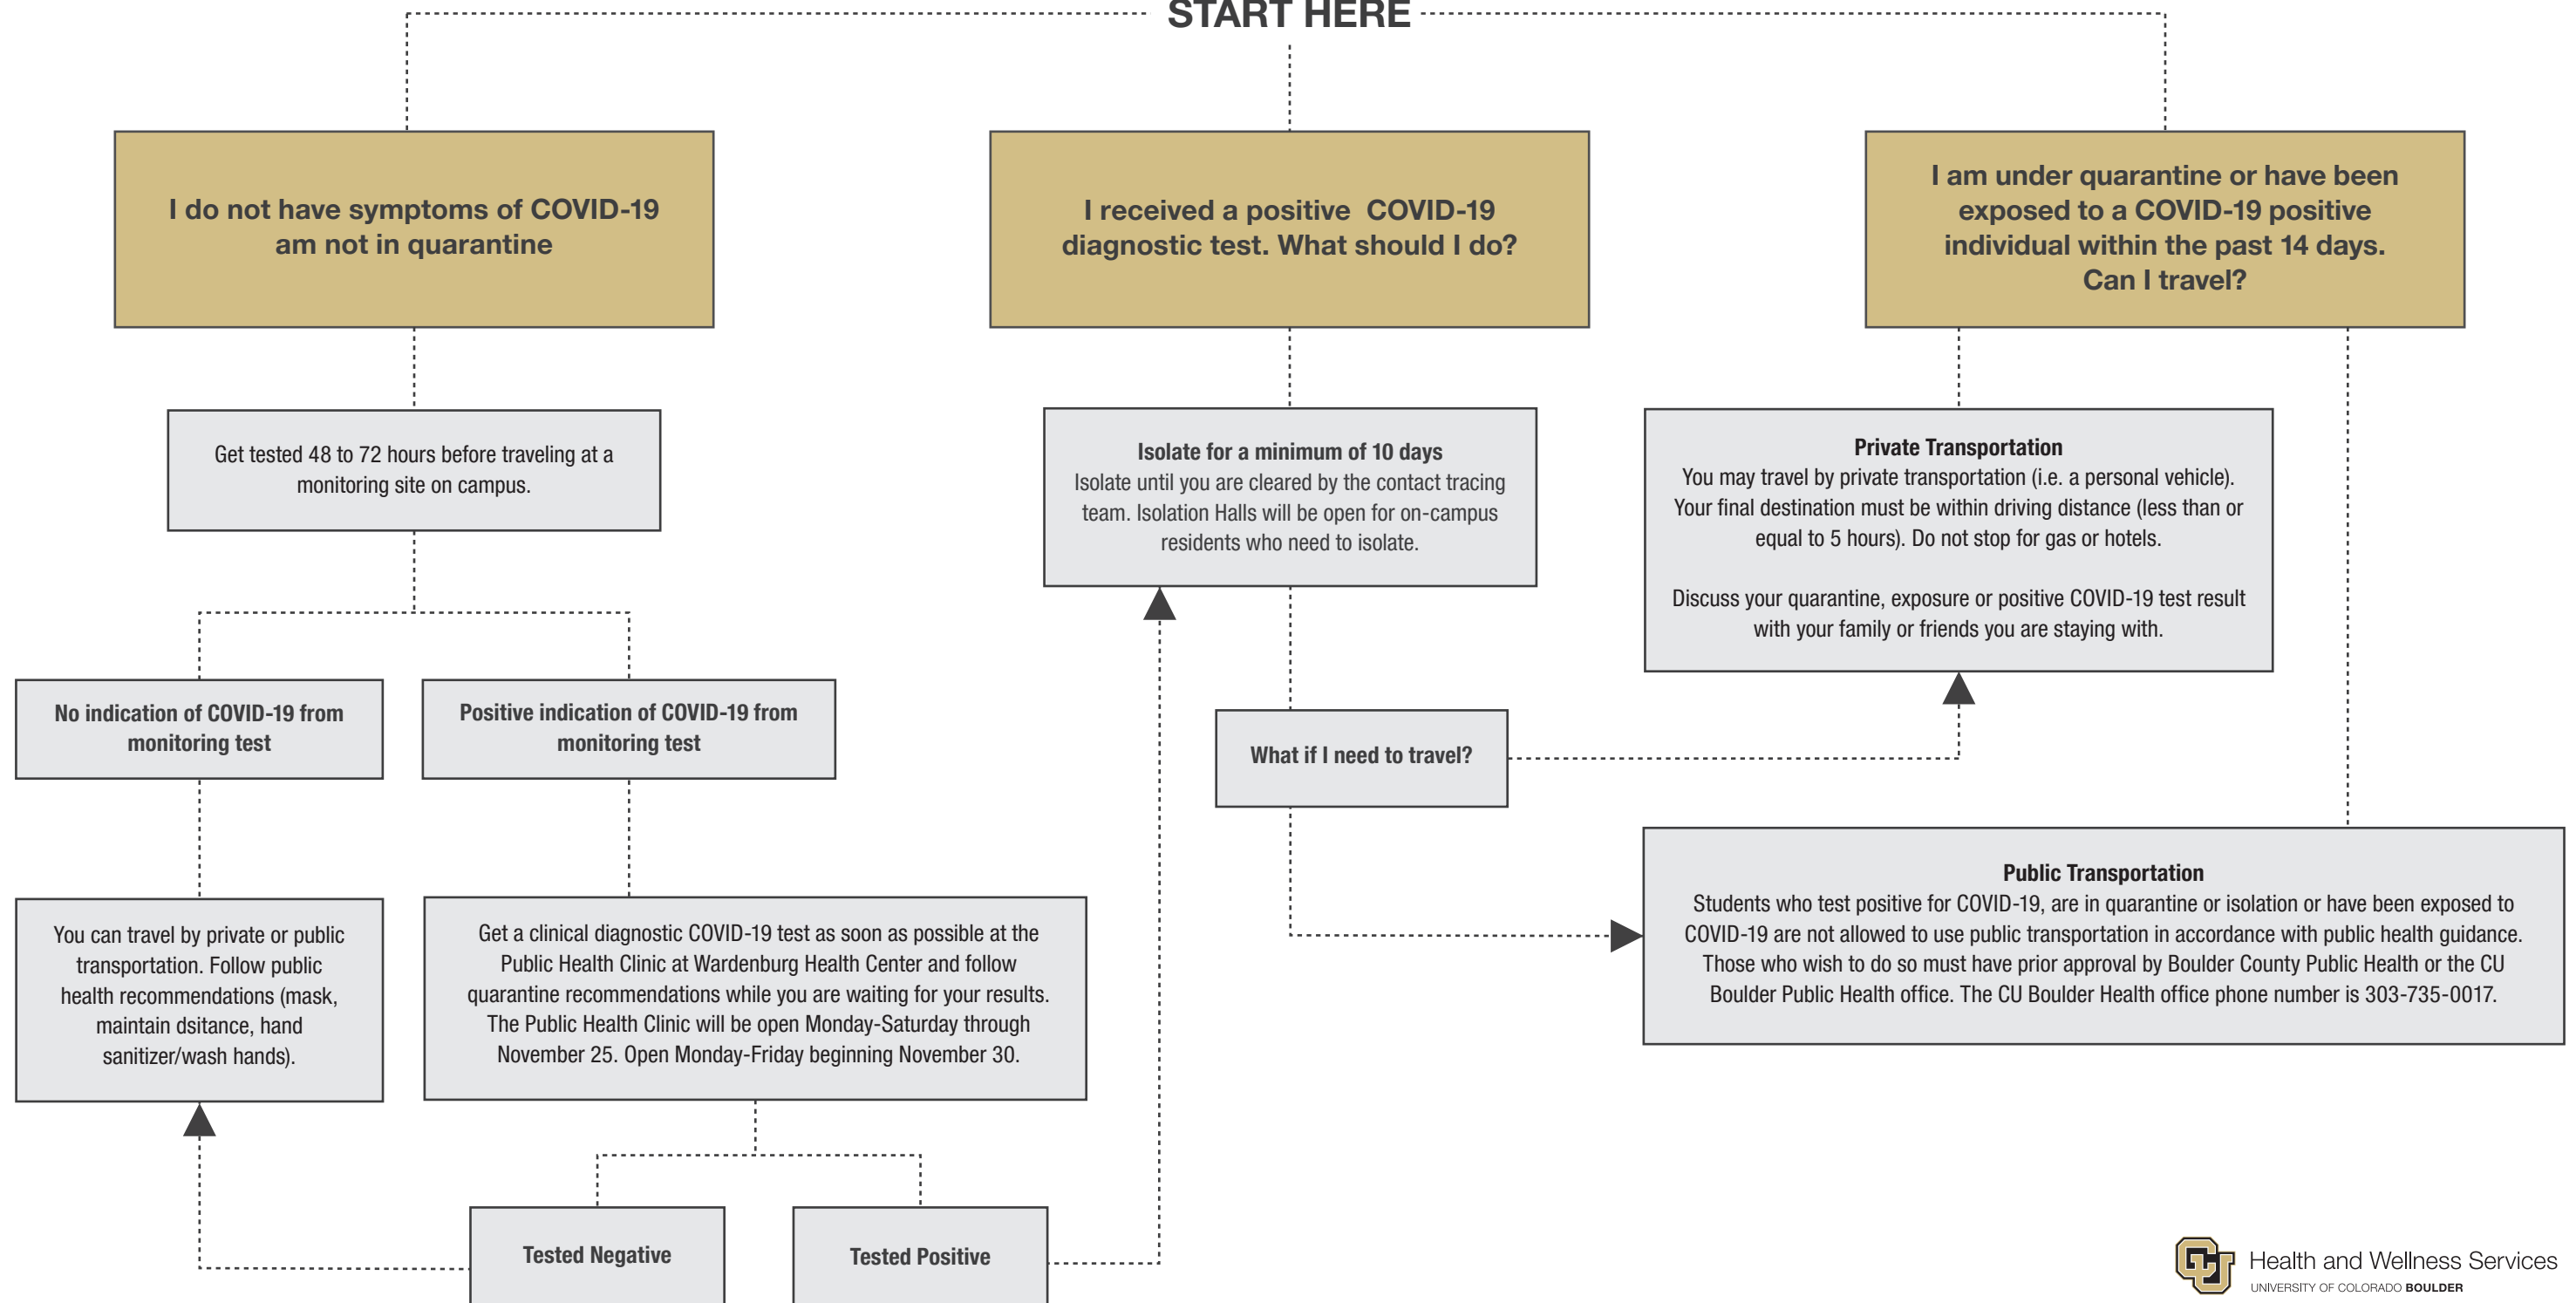 START HERE
I do not have symptoms of COVID-19
am not in quarantine
I received a positive COVID-19
diagnostic test. What should I do?
I am under quarantine or have been
exposed to a COVID-19 positive
individual within the past 14 days.
Can I travel?
Get tested 48 to 72 hours before traveling at a
monitoring site on campus.
Isolate for a minimum of 10 days
Isolate until you are cleared by the contact tracing
team. Isolation Halls will be open for on-campus
residents who need to isolate.
Private Transportation
You may travel by private transportation (i.e. a personal vehicle).
Your final destination must be within driving distance (less than or
equal to 5 hours). Do not stop for gas or hotels.
Discuss your quarantine, exposure or positive COVID-19 test result
with your family or friends you are staying with.
No indication of COVID-19 from
monitoring test
Positive indication of COVID-19 from
monitoring test
What if I need to travel?
You can travel by private or public
transportation. Follow public
health recommendations (mask,
maintain dsitance, hand
sanitizer/wash hands).
Get a clinical diagnostic COVID-19 test as soon as possible at the
Public Health Clinic at Wardenburg Health Center and follow
quarantine recommendations while you are waiting for your results.
The Public Health Clinic will be open Monday-Saturday through
November 25. Open Monday-Friday beginning November 30.
Public Transportation
Students who test positive for COVID-19, are in quarantine or isolation or have been exposed to
COVID-19 are not allowed to use public transportation in accordance with public health guidance.
Those who wish to do so must have prior approval by Boulder County Public Health or the CU
Boulder Public Health office. The CU Boulder Health office phone number is 303-735-0017.
Tested Negative
Tested Positive
CU
Health and Wellness Services
UNIVERSITY OF COLORADO BOULDER